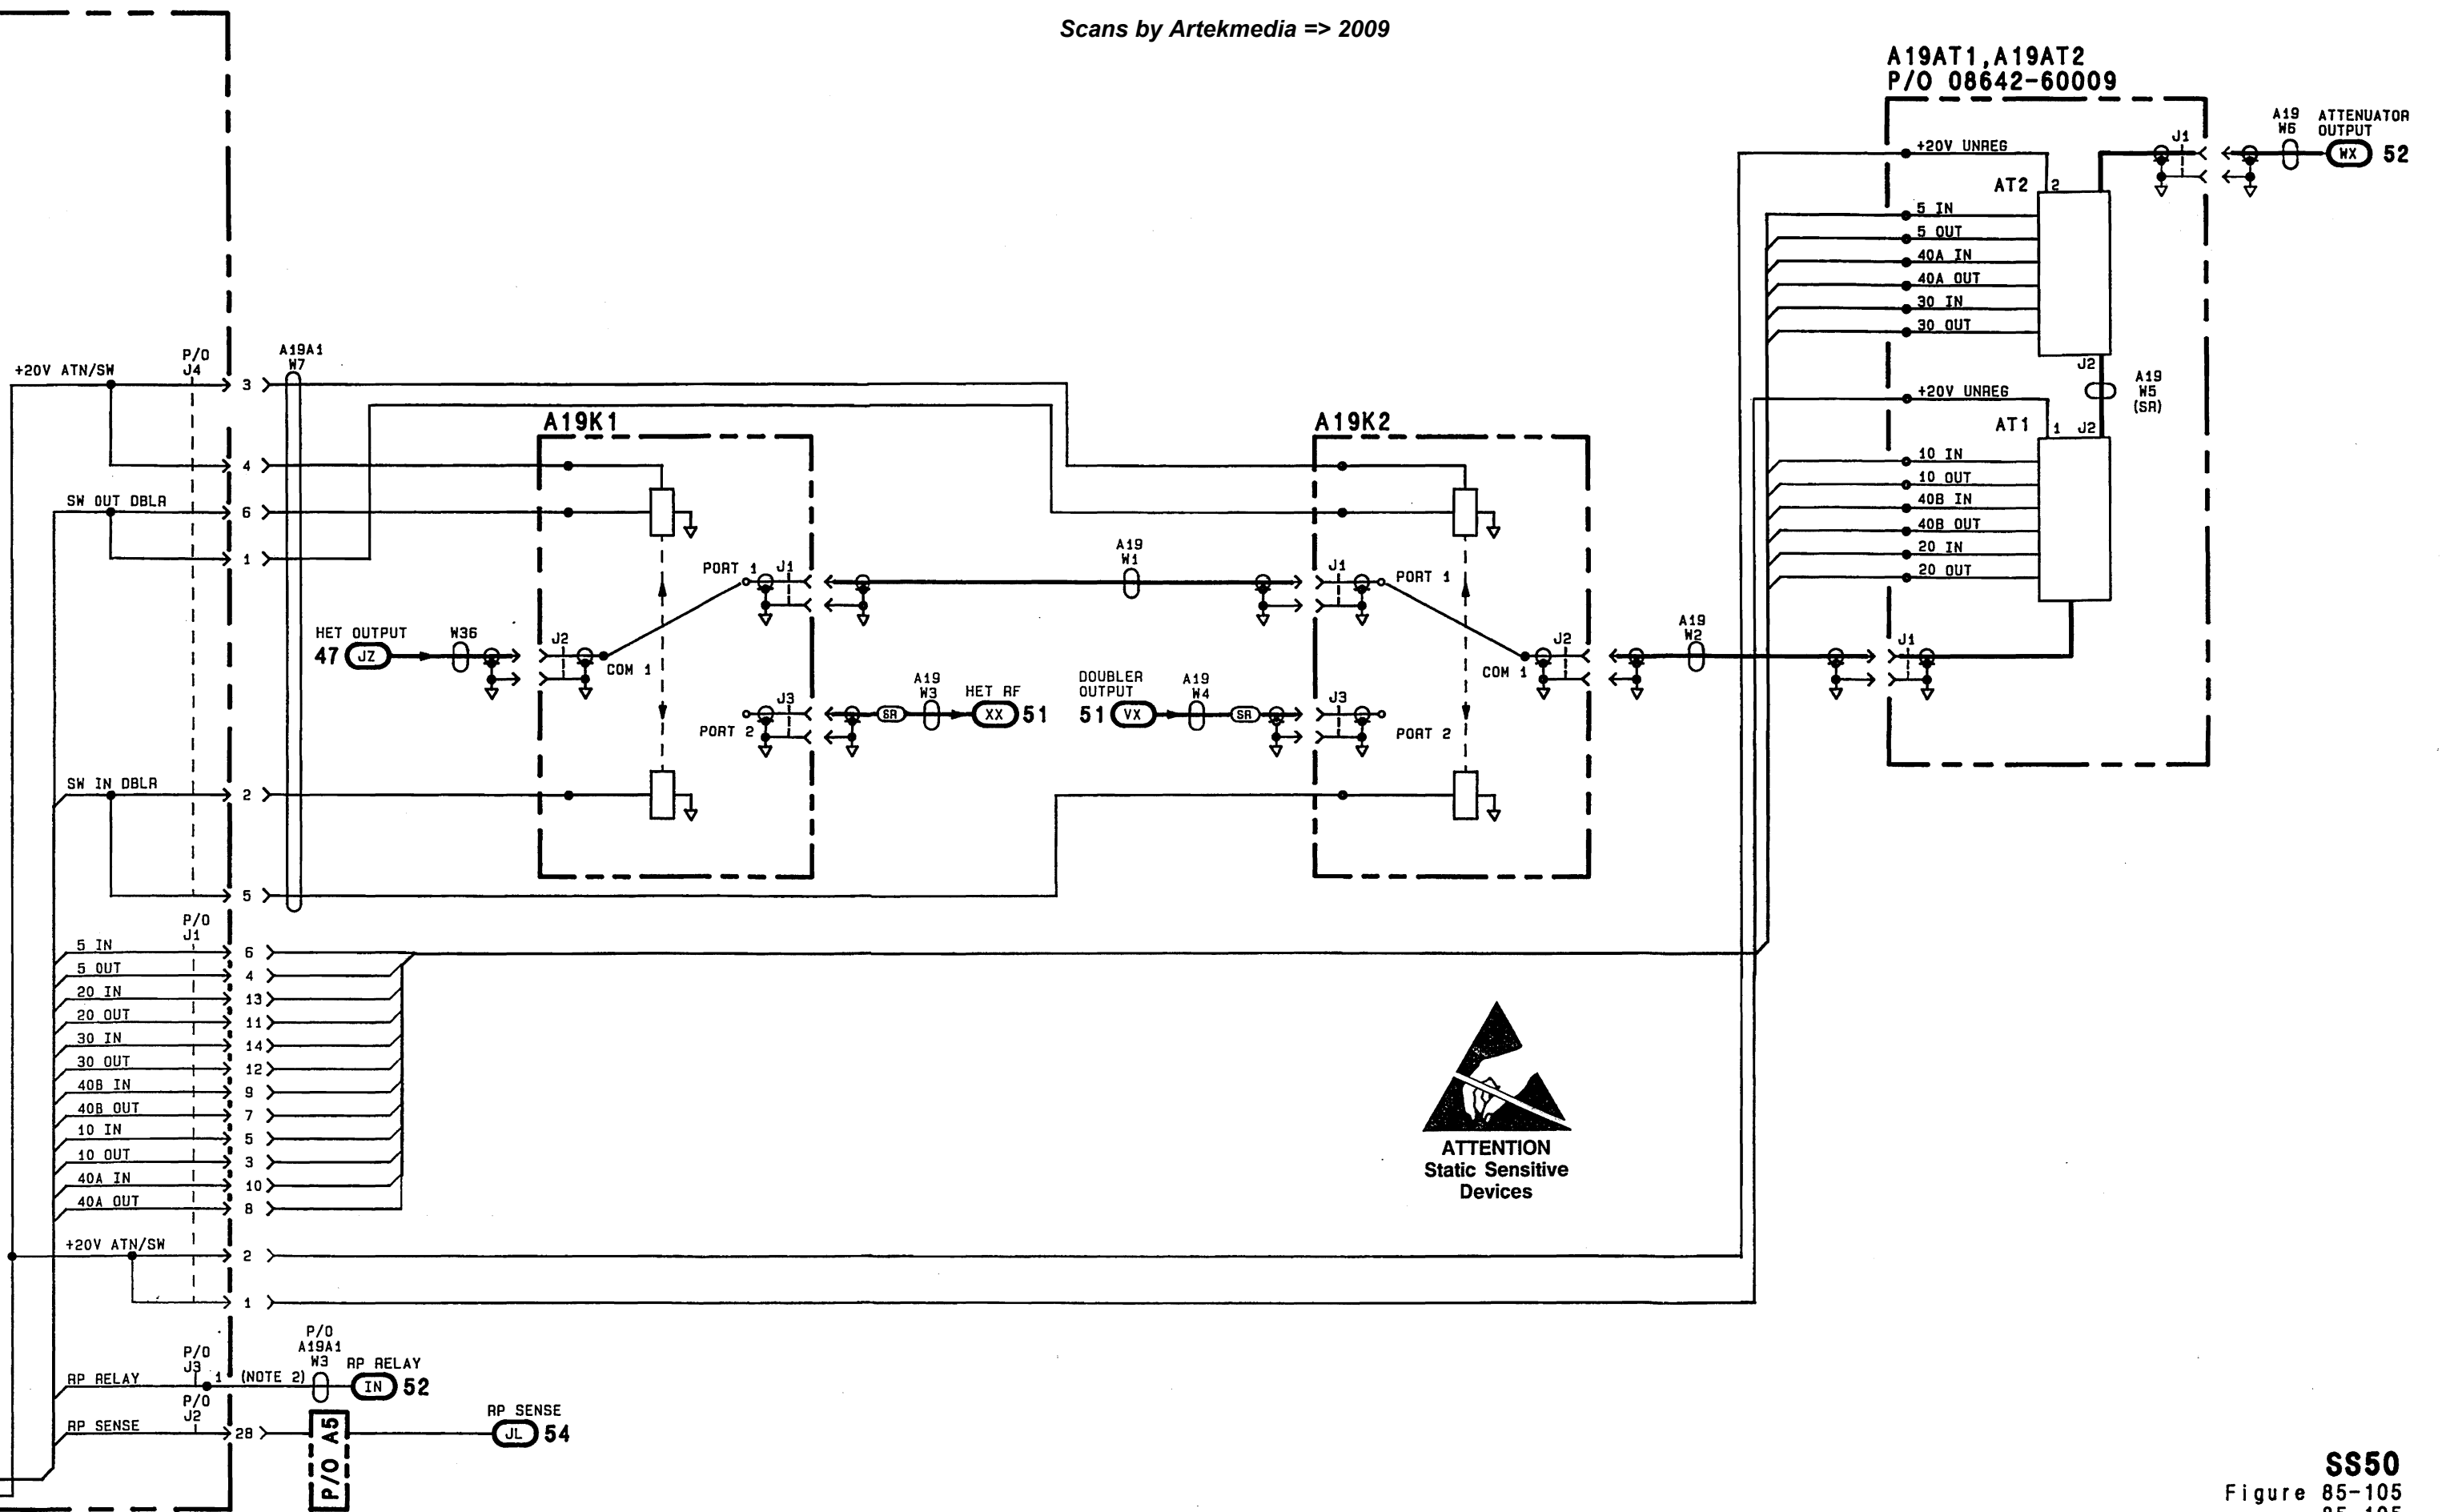 Scans by Artekmedia => 2009
A19AT1,A19AT2
P/O 08642-60009
A19
W6
ATTENUATOR
OUTPUT
WX
52
J1
+20V UNREG
AT2
2
5 IN
5 OUT
40A IN
40A OUT
30 IN
30 OUT
J2
A19
W5
(SR)
+20V UNREG
AT1
1
J2
10 IN
10 OUT
40B IN
40B OUT
20 IN
20 OUT
J1
+20V ATN/SW
P/O
J4
3
A19A1
W7
4
SW OUT DBLR
6
1
SW IN DBLR
2
5
A19K1
PORT 1
J1
HET OUTPUT
47
JZ
W36
J2
COM 1
J3
PORT 2
A19
W3
SR
HET RF
XX
51
A19
W1
DOUBLER
OUTPUT
51
VX
A19
W4
SR
A19K2
J1
PORT 1
J2
COM 1
J3
PORT 2
A19
W2
P/O
J1
5 IN
6
5 OUT
4
20 IN
13
20 OUT
11
30 IN
14
30 OUT
12
40B IN
9
40B OUT
7
10 IN
5
10 OUT
3
40A IN
10
40A OUT
8
+20V ATN/SW
2
1
ATTENTION
Static Sensitive
Devices
RP RELAY
P/O
J3
1
(NOTE 2)
P/O
A19A1
W3
RP RELAY
IN
52
RP SENSE
P/O
J2
28
P/O A5
RP SENSE
JL
54
SS50
Figure 85-105
85-105